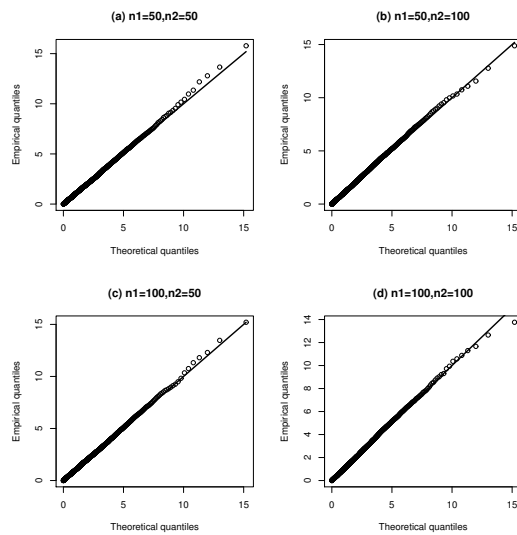 (a) n1=50,n2=50
Empirical quantiles
0 5 10 15
0 5 10 15
Theoretical quantiles
(b) n1=50,n2=100
Empirical quantiles
0 5 10 15
0 5 10 15
Theoretical quantiles
(c) n1=100,n2=50
Empirical quantiles
0 5 10 15
0 5 10 15
Theoretical quantiles
(d) n1=100,n2=100
Empirical quantiles
0 2 4 6 8 10 12 14
0 5 10 15
Theoretical quantiles